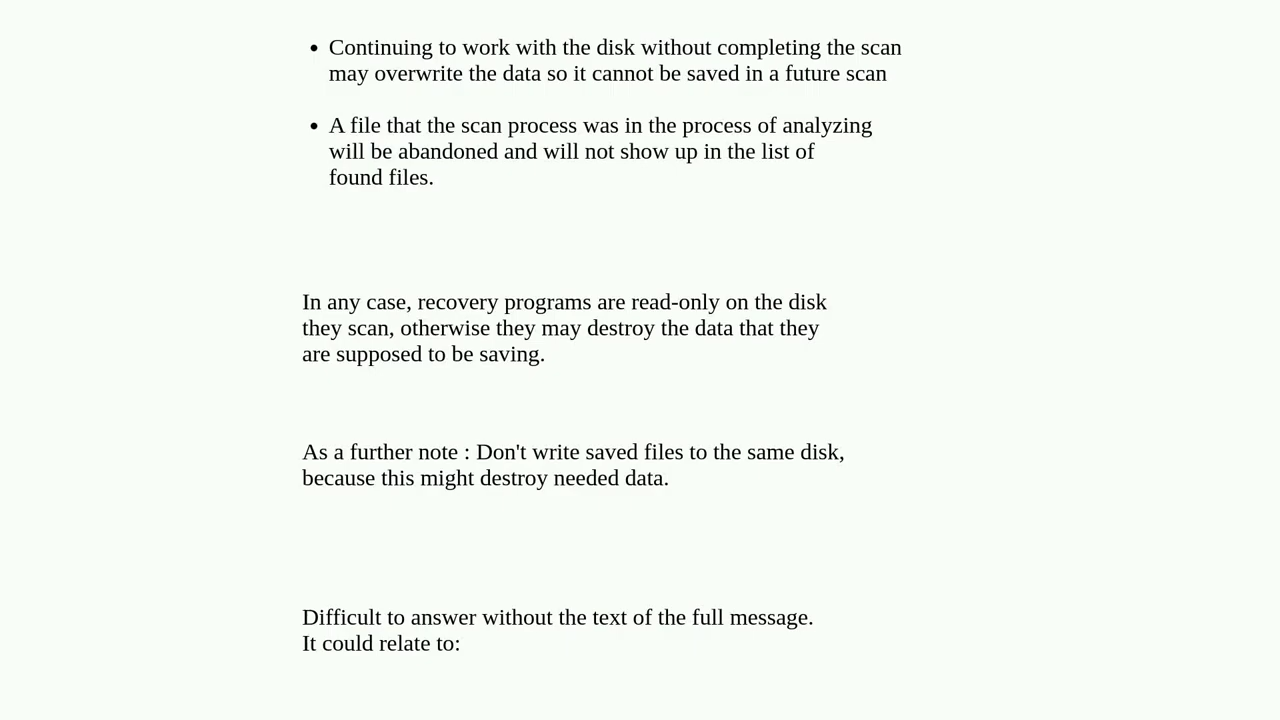 • Continuing to work with the disk without completing the scan
may overwrite the data so it cannot be saved in a future scan
• A file that the scan process was in the process of analyzing
will be abandoned and will not show up in the list of
found files.
In any case, recovery programs are read-only on the disk
they scan, otherwise they may destroy the data that they
are supposed to be saving.
As a further note : Don't write saved files to the same disk,
because this might destroy needed data.
Difficult to answer without the text of the full message.
It could relate to: